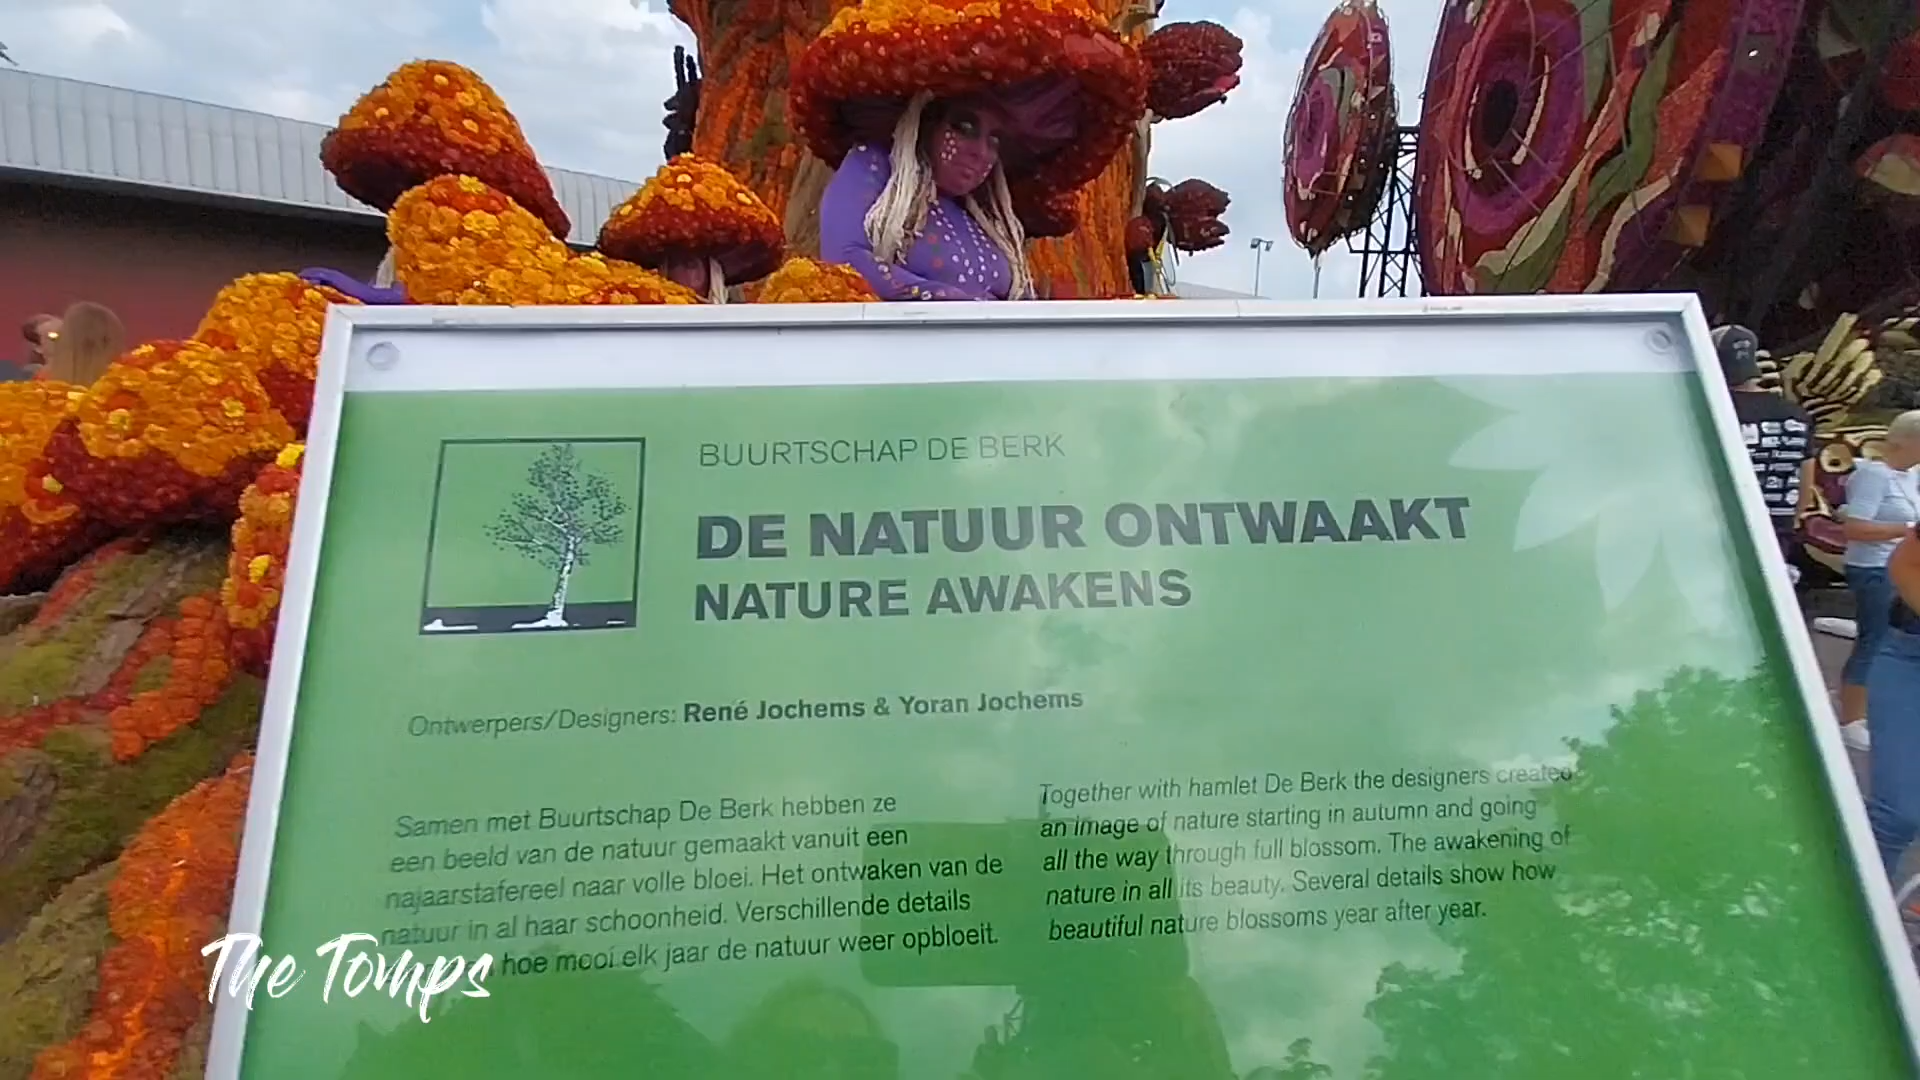 BUURTSCHAP DE BERK
DE NATUUR ONTWAAKT
NATURE AWAKENS
Ontwerpers/Designers: René Jochems & Yoran Jochems
Samen met Buurtschap De Berk hebben ze
een beeld van de natuur gemaakt vanuit een
najaarstafereel naar volle bloei. Het ontwaken van de
natuur in al haar schoonheid. Verschillende details
hoe mooi elk jaar de natuur weer opbloeit.
Together with hamlet De Berk the designers created
an image of nature starting in autumn and going
all the way through full blossom. The awakening of
nature in all its beauty. Several details show how
beautiful nature blossoms year after year.
The Tomps